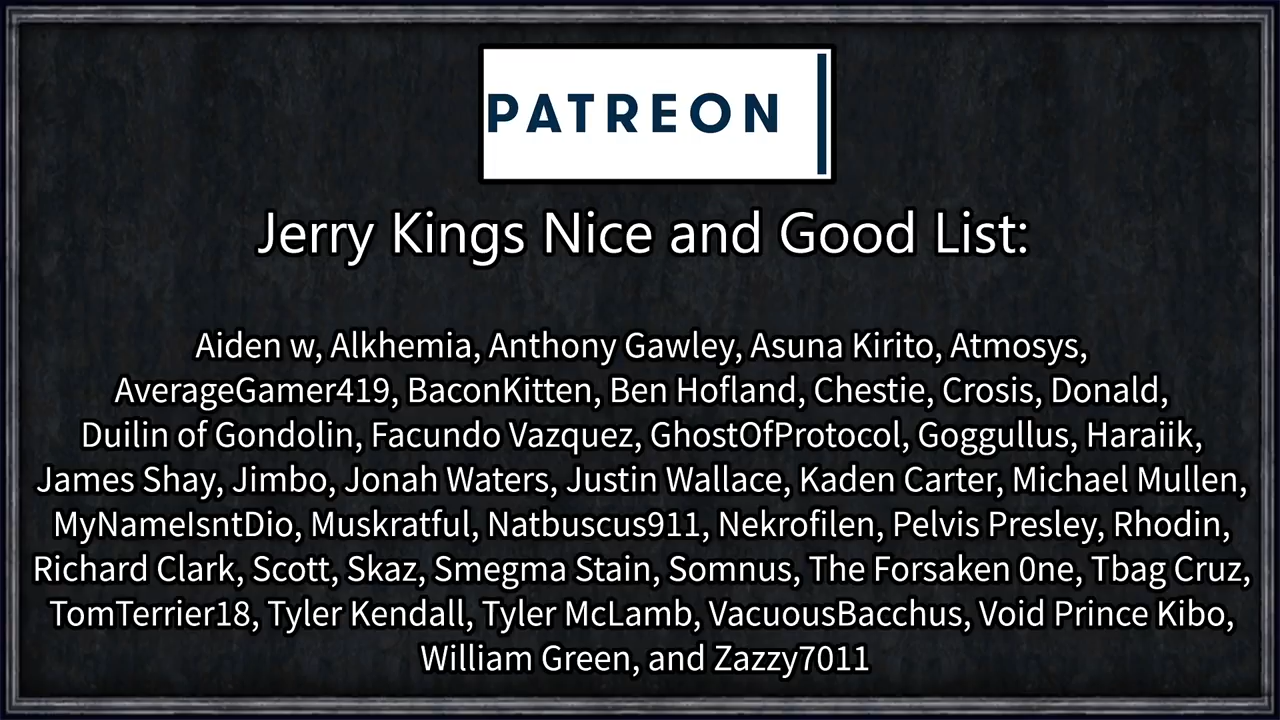 PATREON
Jerry Kings Nice and Good List:
Aiden w, Alkhemia, Anthony Gawley, Asuna Kirito, Atmosys,
AverageGamer419, BaconKitten, Ben Hofland, Chestie, Crosis, Donald,
Duilin of Gondolin, Facundo Vazquez, GhostOfProtocol, Goggullus, Haraiik,
James Shay, Jimbo, Jonah Waters, Justin Wallace, Kaden Carter, Michael Mullen,
MyNameIsntDio, Muskratful, Natbuscus911, Nekrofilen, Pelvis Presley, Rhodin,
Richard Clark, Scott, Skaz, Smegma Stain, Somnus, The Forsaken 0ne, Tbag Cruz,
TomTerrier18, Tyler Kendall, Tyler McLamb, VacuousBacchus, Void Prince Kibo,
William Green, and Zazzy7011